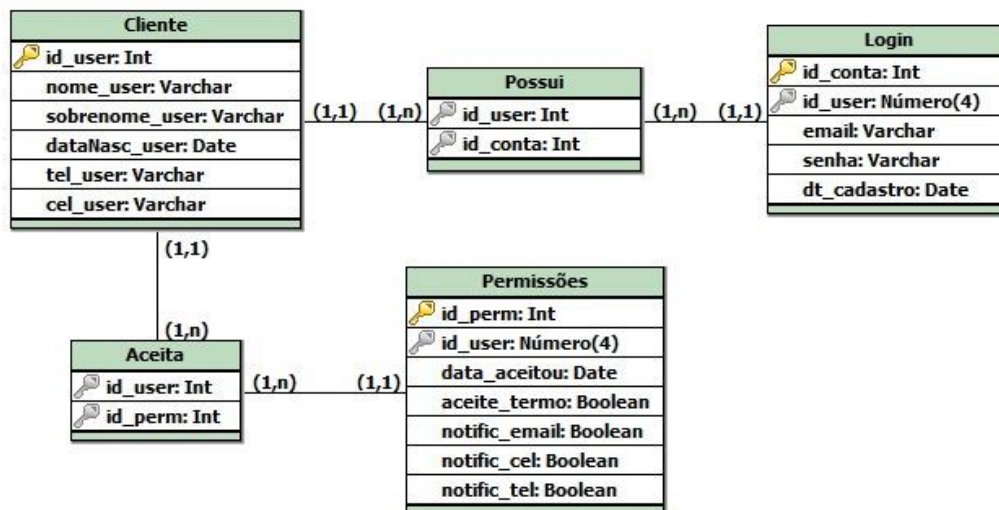 Cliente
id_user: Int
nome_user: Varchar
sobrenome_user: Varchar
dataNasc_user: Date
tel_user: Varchar
cel_user: Varchar
(1,1)
(1,n)
Possui
id_user: Int
id_conta: Int
(1,n)
(1,1)
Login
id_conta: Int
id_user: Número(4)
email: Varchar
senha: Varchar
dt_cadastro: Date
(1,1)
(1,n)
Aceita
id_user: Int
id_perm: Int
(1,n)
(1,1)
Permissões
id_perm: Int
id_user: Número(4)
data_aceitou: Date
aceite_termo: Boolean
notific_email: Boolean
notific_cel: Boolean
notific_tel: Boolean